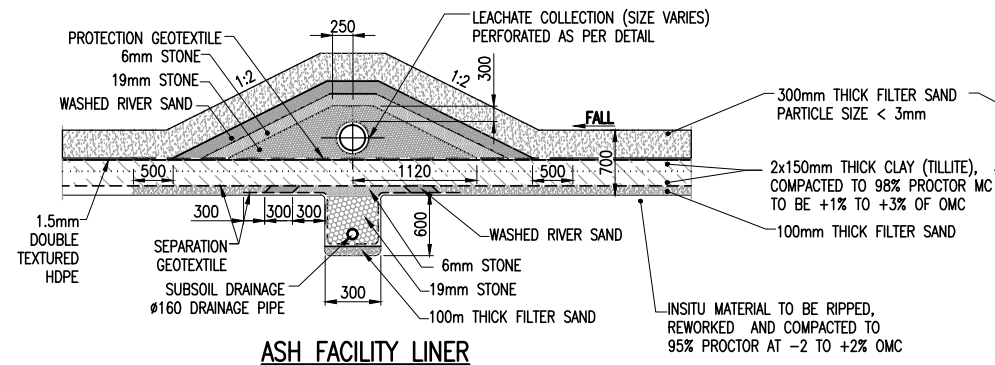 250
LEACHATE COLLECTION (SIZE VARIES)
PERFORATED AS PER DETAIL
PROTECTION GEOTEXTILE
6mm STONE
19mm STONE
WASHED RIVER SAND
1:2
1:2
300
FALL
700
300mm THICK FILTER SAND
PARTICLE SIZE < 3mm
2x150mm THICK CLAY (TILLITE),
COMPACTED TO 98% PROCTOR MC
TO BE +1% TO +3% OF OMC
100mm THICK FILTER SAND
500
1120
500
1.5mm
DOUBLE
TEXTURED
HDPE
300
300
300
600
SEPARATION
GEOTEXTILE
WASHED RIVER SAND
6mm STONE
SUBSOIL DRAINAGE
ø160 DRAINAGE PIPE
19mm STONE
300
100m THICK FILTER SAND
INSITU MATERIAL TO BE RIPPED,
REWORKED AND COMPACTED TO
95% PROCTOR AT -2 TO +2% OMC
ASH FACILITY LINER